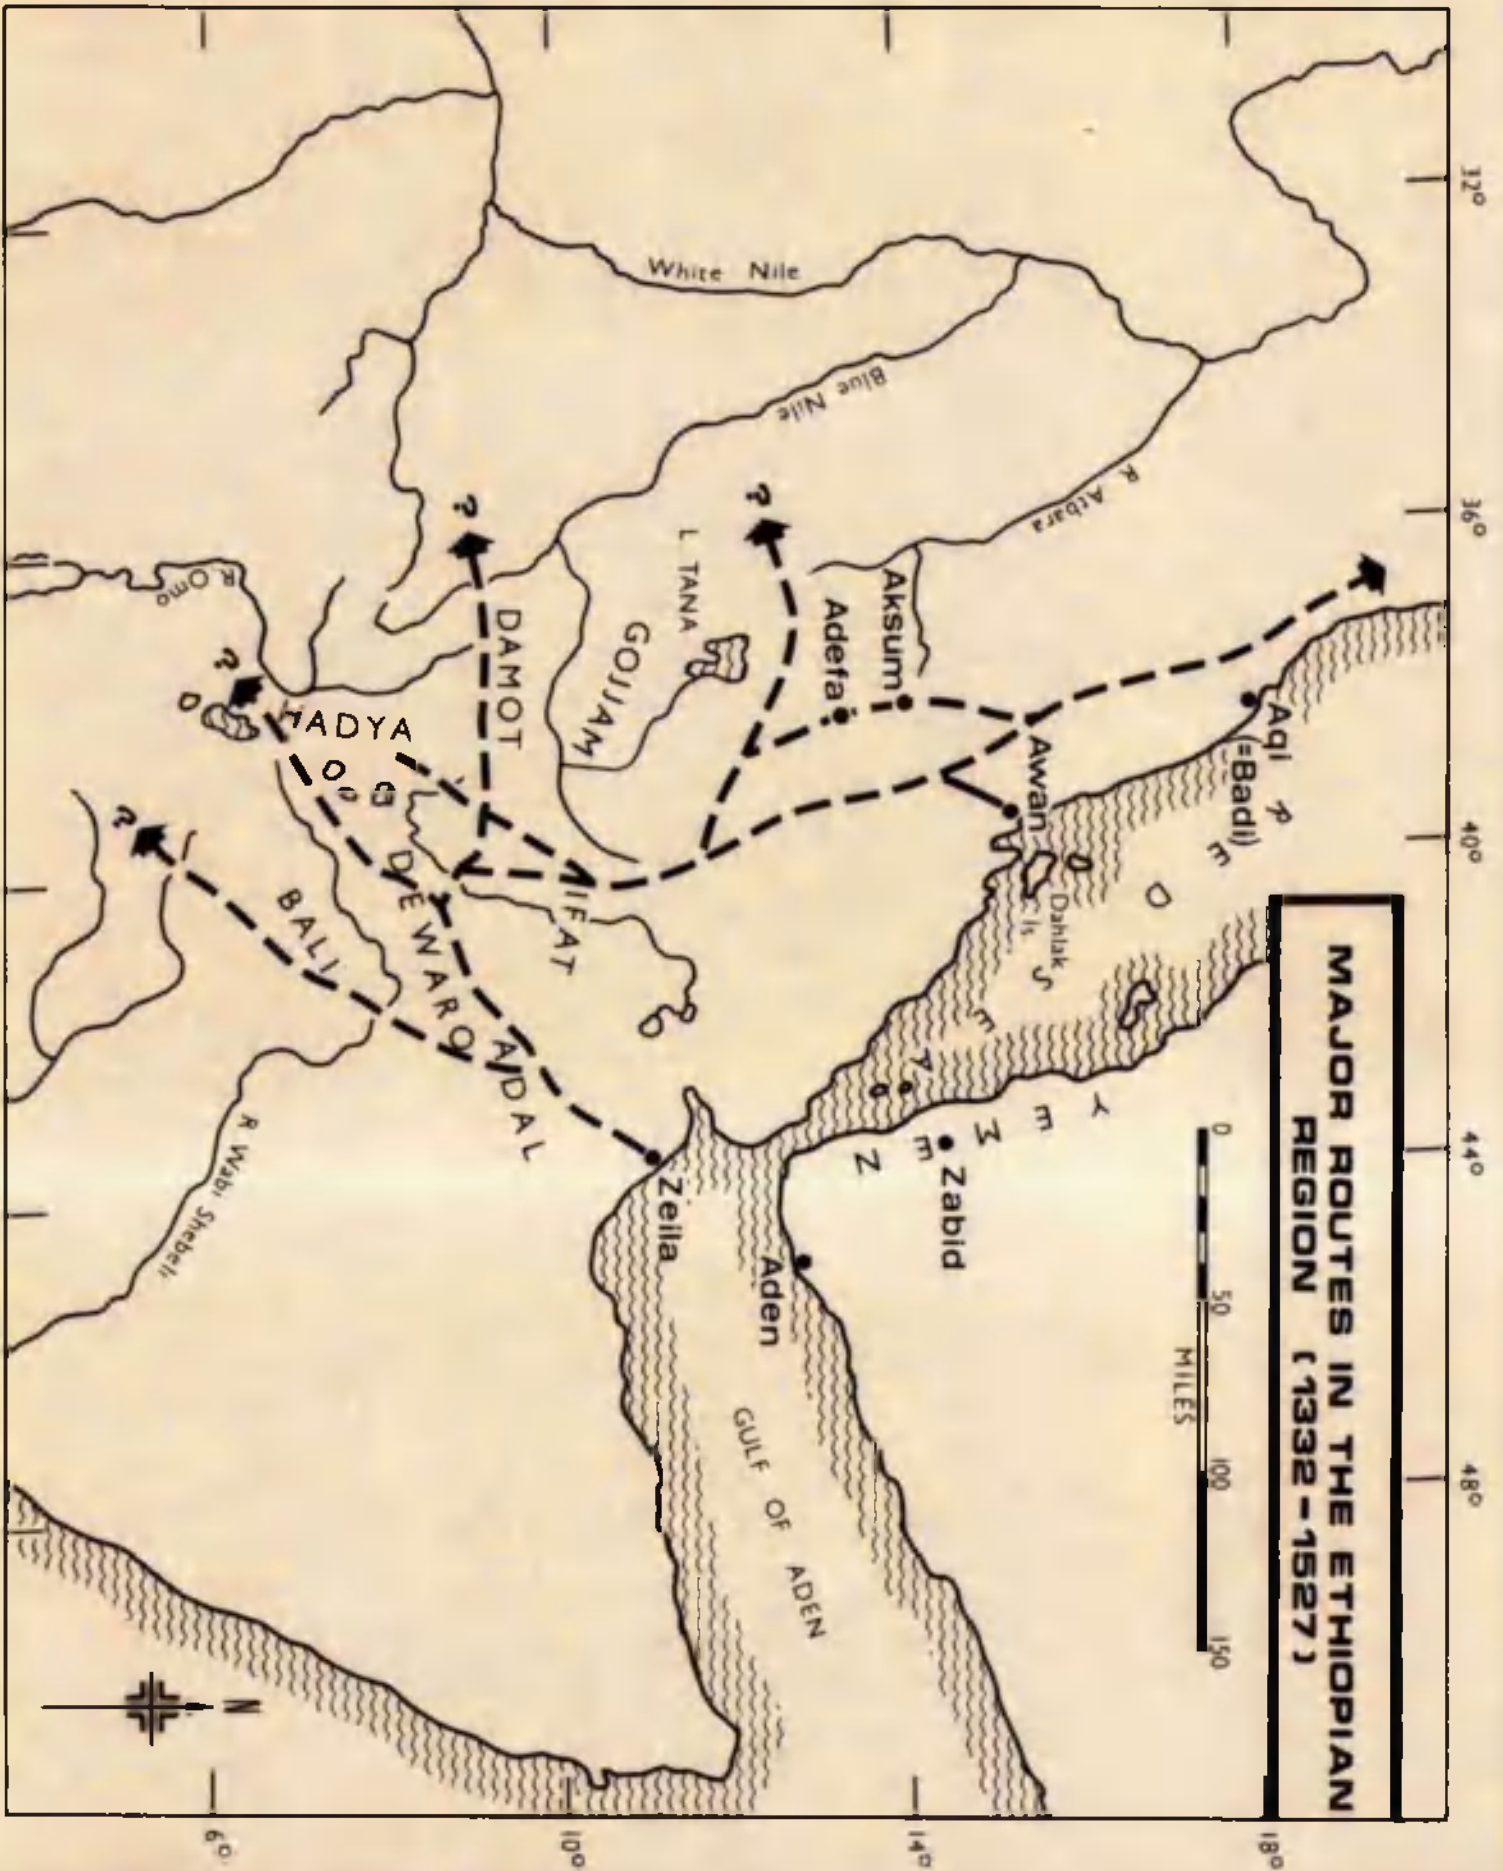 MAJOR ROUTES IN THE ETHIOPIAN
REGION (1332-1527)
32°
36°
40°
44°
48°
18°
14°
10°
6°
0
50
100
150
MILES
N
White Nile
Blue Nile
R. Atbara
Aqi
(=Badi)
Aksum
Adefa
Awan
Dahlak
Is
L. TANA
GOJJAM
DAMOT
R. Omo
HADYA
IFAT
DEWARO
BALI
ADAL
R Wabi Shebeli
Zeila
Zabid
Aden
GULF OF ADEN
?
?
?
?